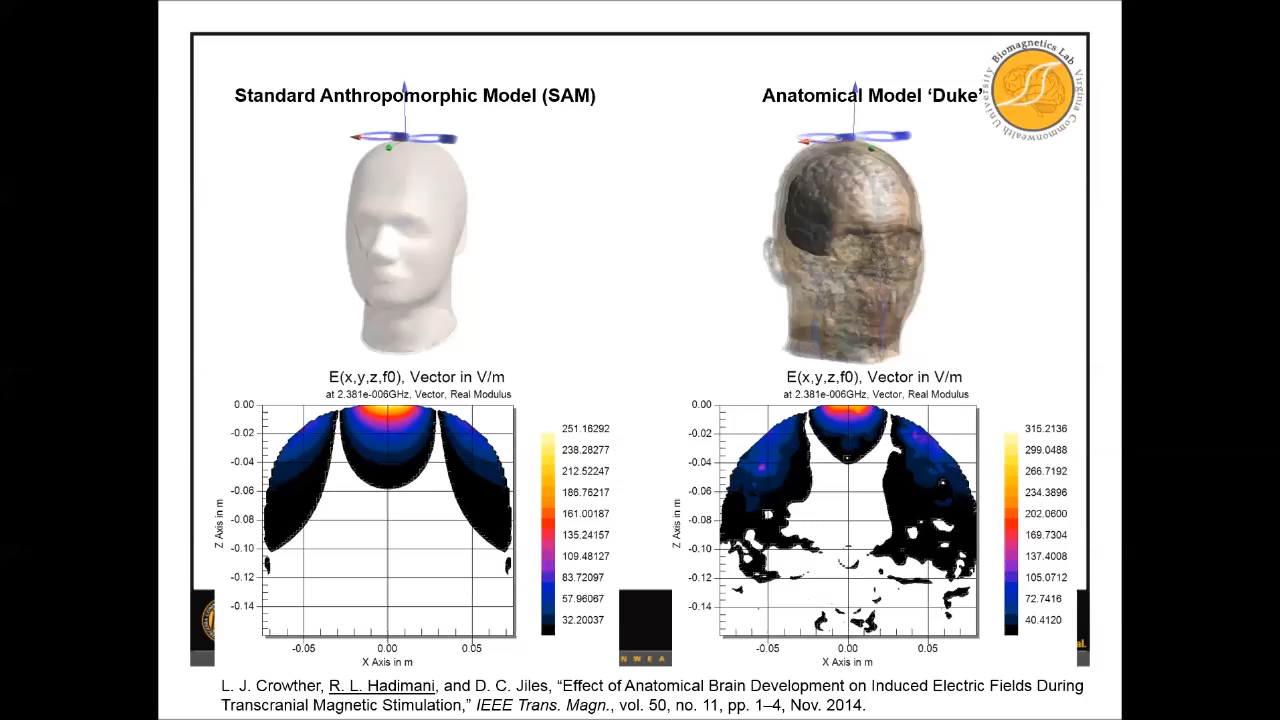 Standard Anthropomorphic Model (SAM)
Anatomical Model ‘Duke’
Biomagnetics Lab
Virginia Commonwealth University
E(x,y,z,f0), Vector in V/m
at 2.381e-006GHz, Vector, Real Modulus
0.00
-0.02
-0.04
-0.06
-0.08
-0.10
-0.12
-0.14
Z Axis in m
-0.05
0.00
0.05
X Axis in m
251.16292
238.28277
212.52247
186.76217
161.00187
135.24157
109.48127
83.72097
57.96067
32.20037
E(x,y,z,f0), Vector in V/m
at 2.381e-006GHz, Vector, Real Modulus
0.00
-0.02
-0.04
-0.06
-0.08
-0.10
-0.12
-0.14
Z Axis in m
-0.05
0.00
0.05
X Axis in m
315.2136
299.0488
266.7192
234.3896
202.0600
169.7304
137.4008
105.0712
72.7416
40.4120
N W E A
al.
L. J. Crowther, R. L. Hadimani, and D. C. Jiles, “Effect of Anatomical Brain Development on Induced Electric Fields During
Transcranial Magnetic Stimulation,” IEEE Trans. Magn., vol. 50, no. 11, pp. 1–4, Nov. 2014.